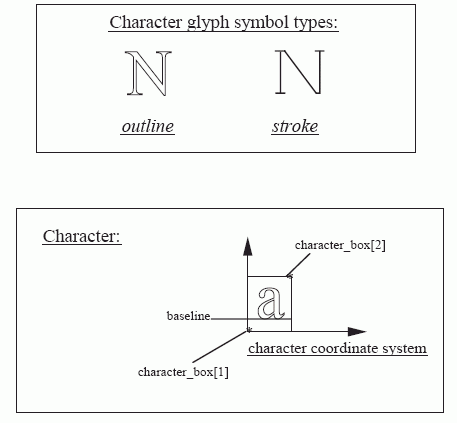 Character glyph symbol types:
N N
outline stroke
Character:
character_box[2]
a
baseline
character coordinate system
character_box[1]